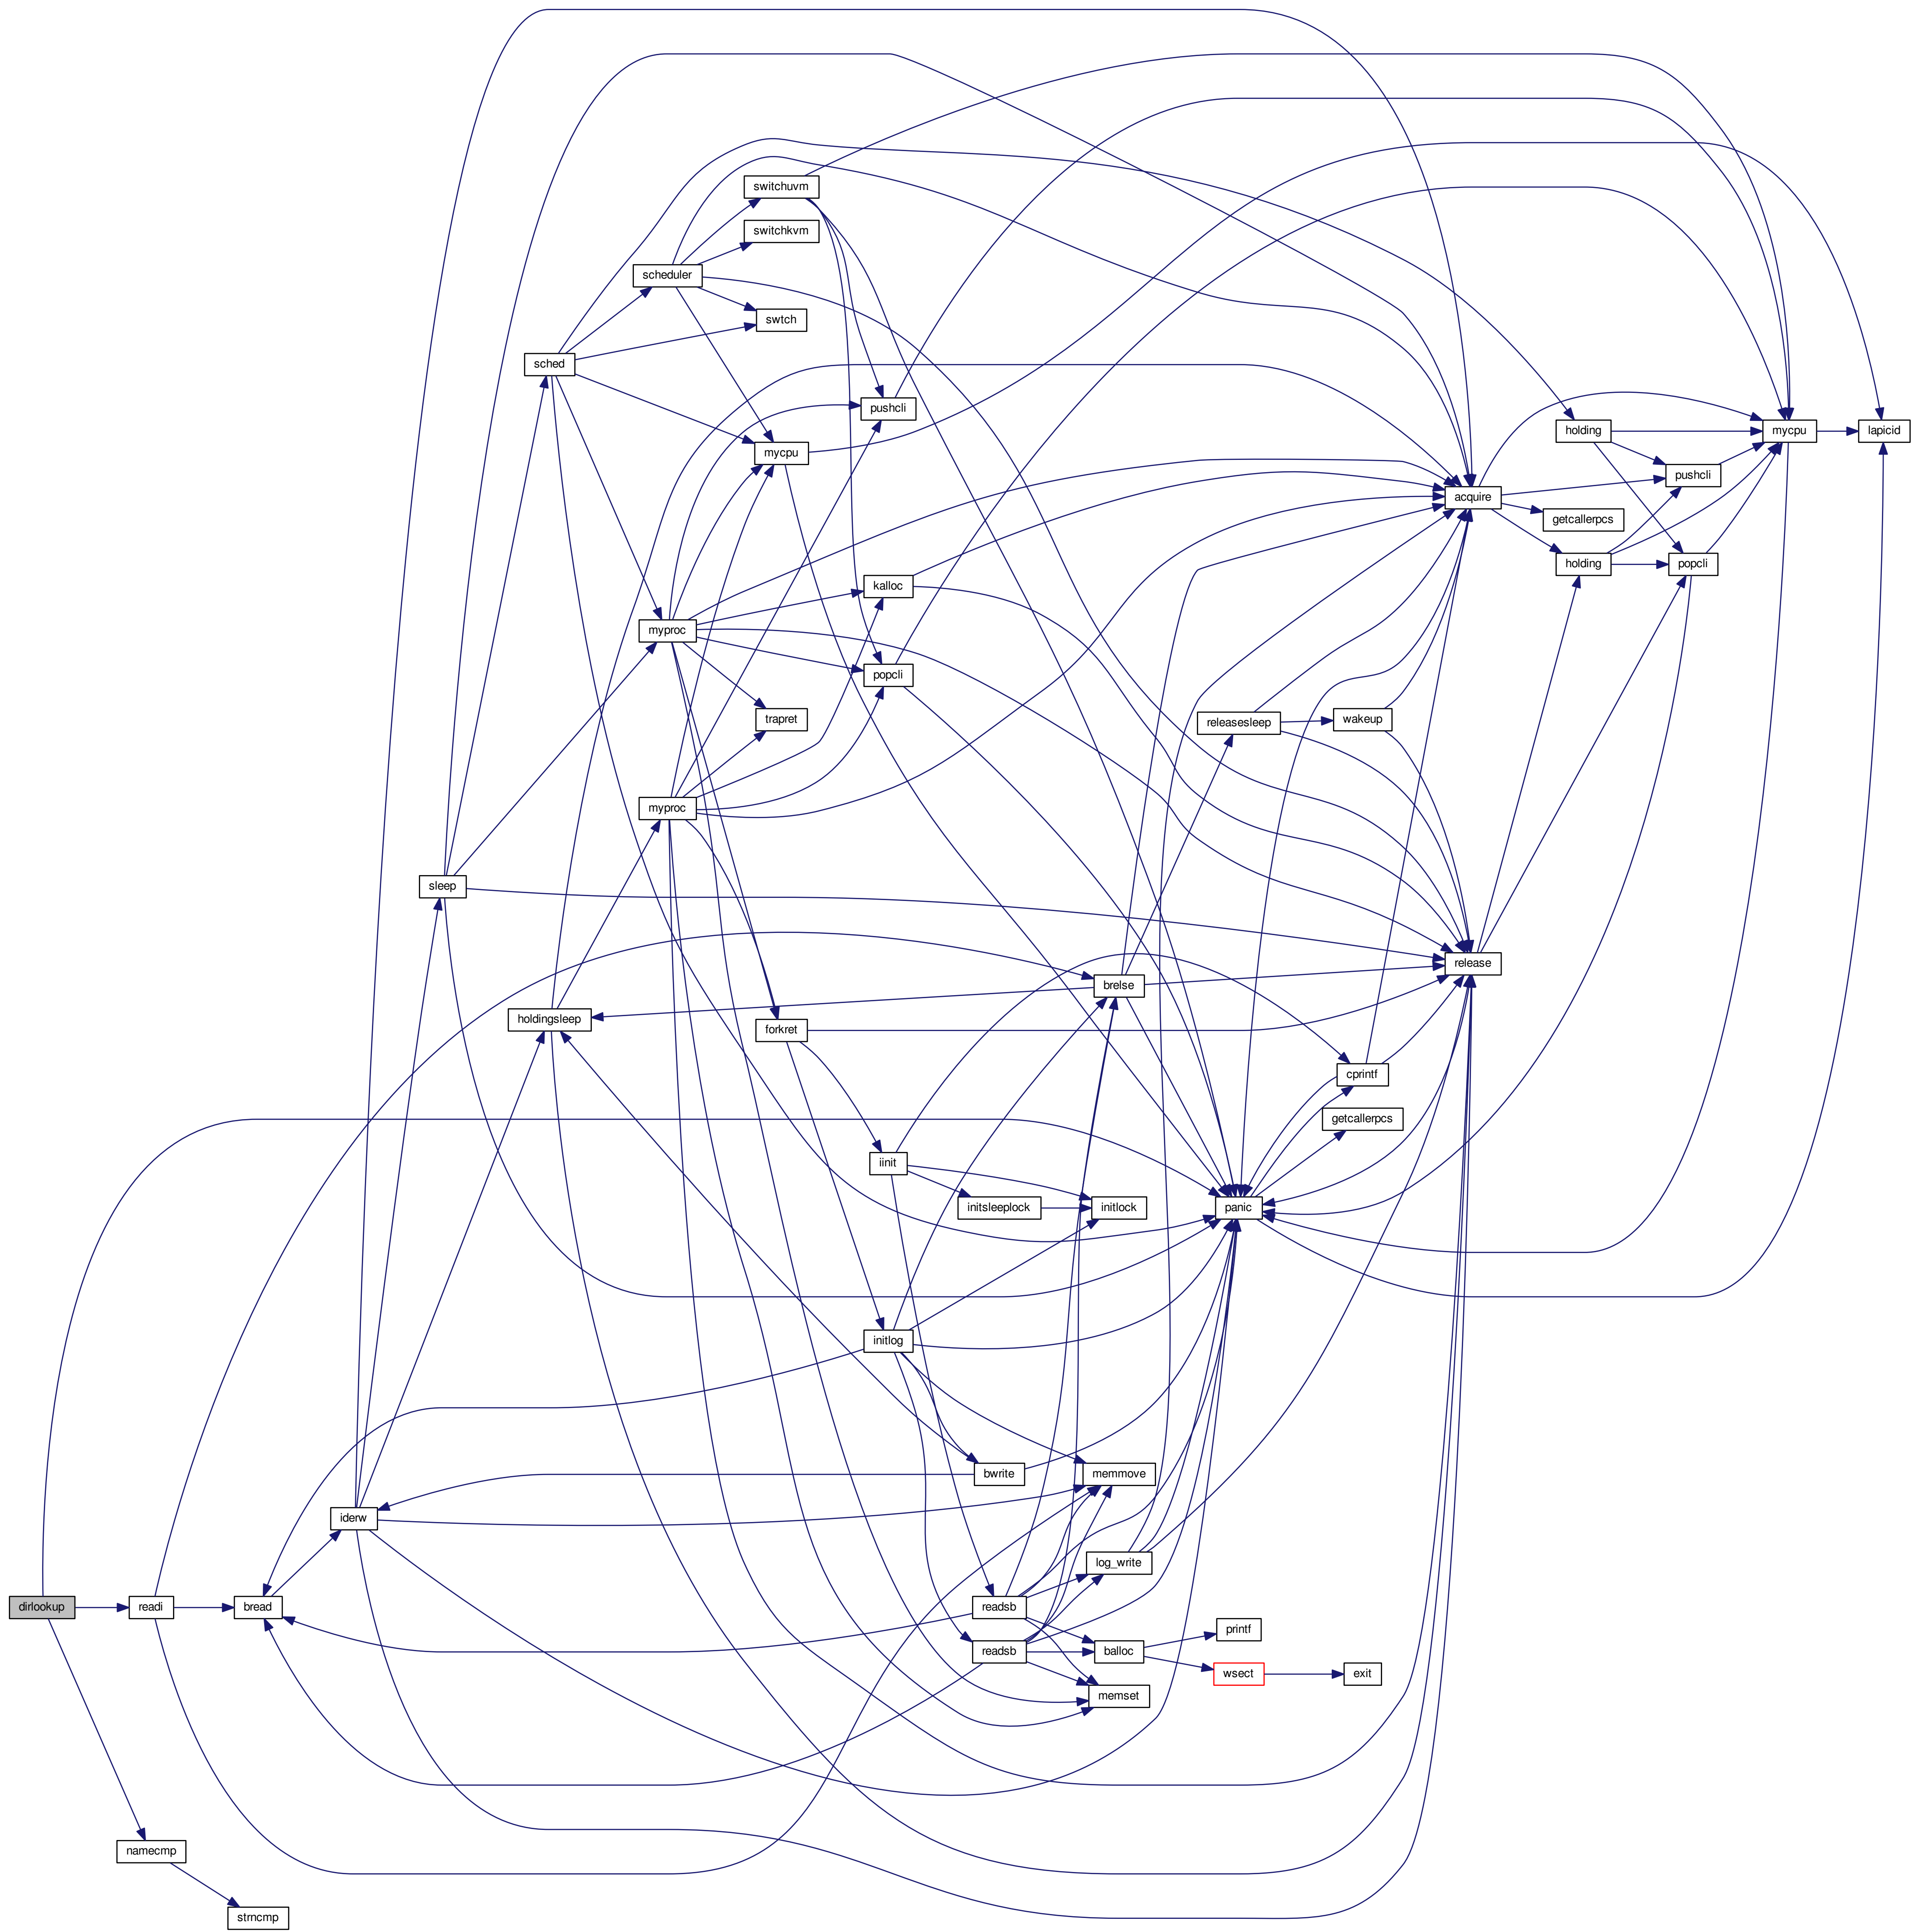 switchuvm
switchkvm
scheduler
swtch
sched
pushcli
holding
mycpu
lapicid
mycpu
pushcli
acquire
getcallerpcs
holding
popcli
kalloc
myproc
popcli
trapret
releasesleep
wakeup
myproc
sleep
release
brelse
holdingsleep
forkret
cprintf
getcallerpcs
iinit
initsleeplock
initlock
panic
initlog
bwrite
memmove
iderw
log_write
dirlookup
readi
bread
readsb
printf
readsb
balloc
wsect
exit
memset
namecmp
strncmp